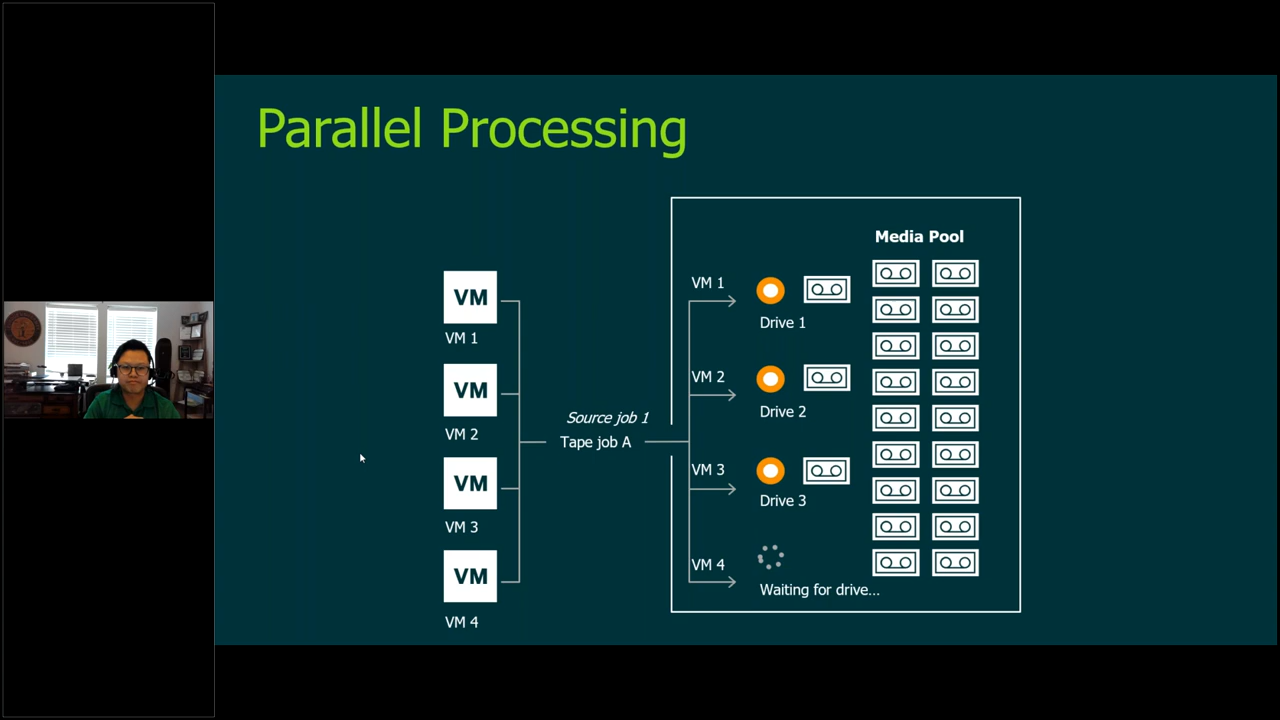 Parallel Processing
VM
VM 1
VM
VM 2
VM
VM 3
VM
VM 4
Source job 1
Tape job A
Media Pool
VM 1
Drive 1
VM 2
Drive 2
VM 3
Drive 3
VM 4
Waiting for drive...